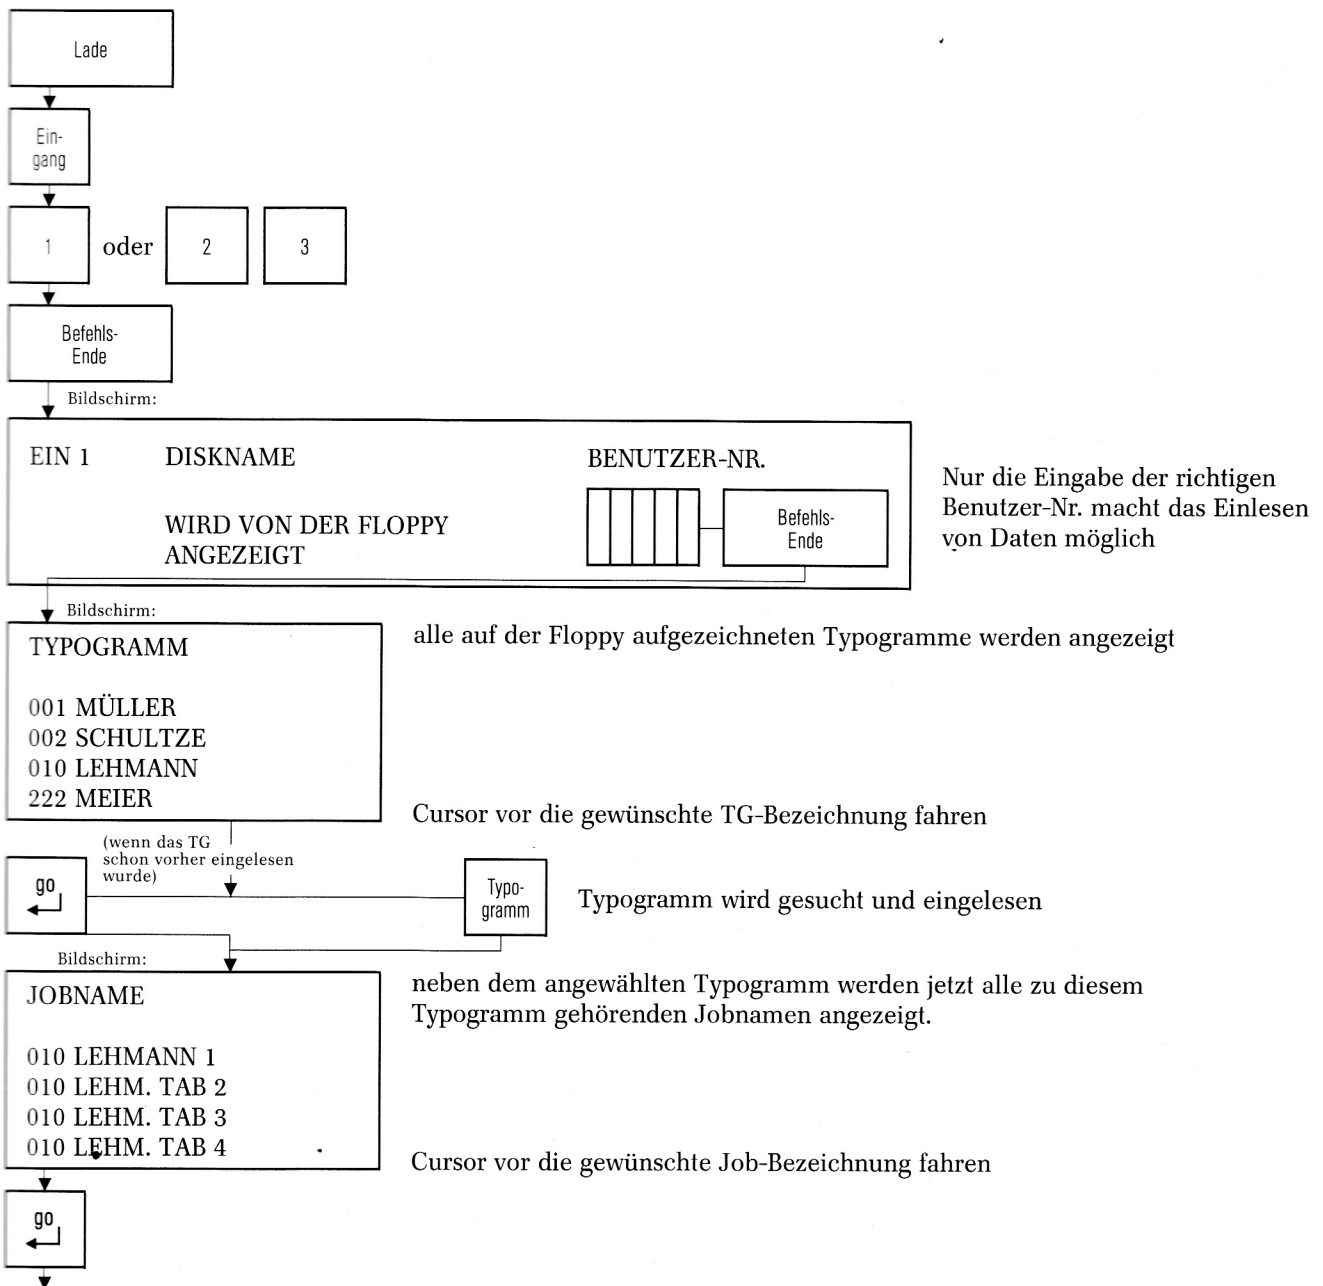 Lade
Ein-
gang
1 oder 2 3
Befehls-
Ende
Bildschirm:
EIN 1 DISKNAME BENUTZER-NR.
WIRD VON DER FLOPPY
ANGEZEIGT
Befehls-
Ende
Nur die Eingabe der richtigen
Benutzer-Nr. macht das Einlesen
von Daten möglich
Bildschirm:
TYPOGRAMM
001 MÜLLER
002 SCHULTZE
010 LEHMANN
222 MEIER
alle auf der Floppy aufgezeichneten Typogramme werden angezeigt
Cursor vor die gewünschte TG-Bezeichnung fahren
(wenn das TG
schon vorher eingelesen
wurde)
go
Typo-
gramm
Typogramm wird gesucht und eingelesen
Bildschirm:
JOBNAME
010 LEHMANN 1
010 LEHM. TAB 2
010 LEHM. TAB 3
010 LEHM. TAB 4
neben dem angewählten Typogramm werden jetzt alle zu diesem
Typogramm gehörenden Jobnamen angezeigt.
Cursor vor die gewünschte Job-Bezeichnung fahren
go